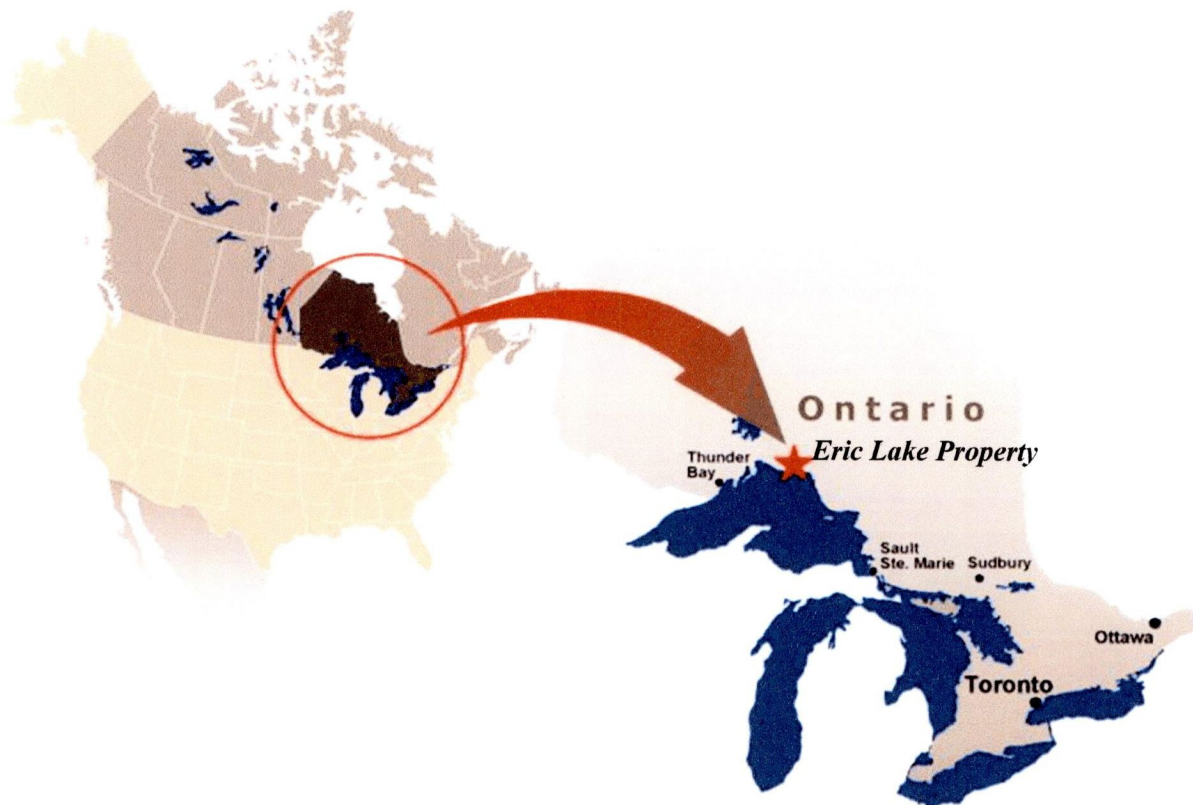 Ontario
Eric Lake Property
Thunder
Bay
Sault
Ste. Marie
Sudbury
Ottawa
Toronto